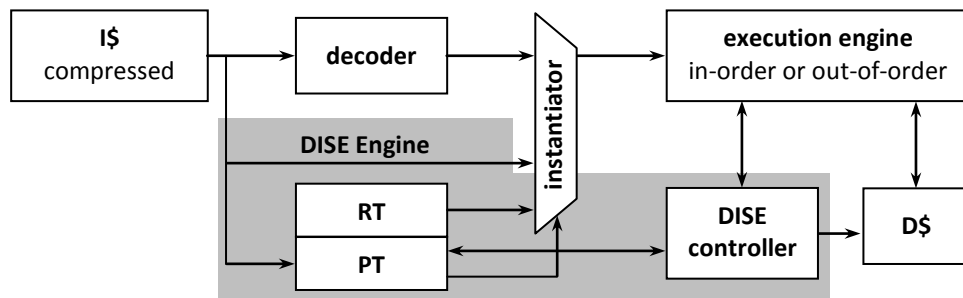 I$
compressed
decoder
instantiator
execution engine
in-order or out-of-order
DISE Engine
RT
PT
DISE
controller
D$